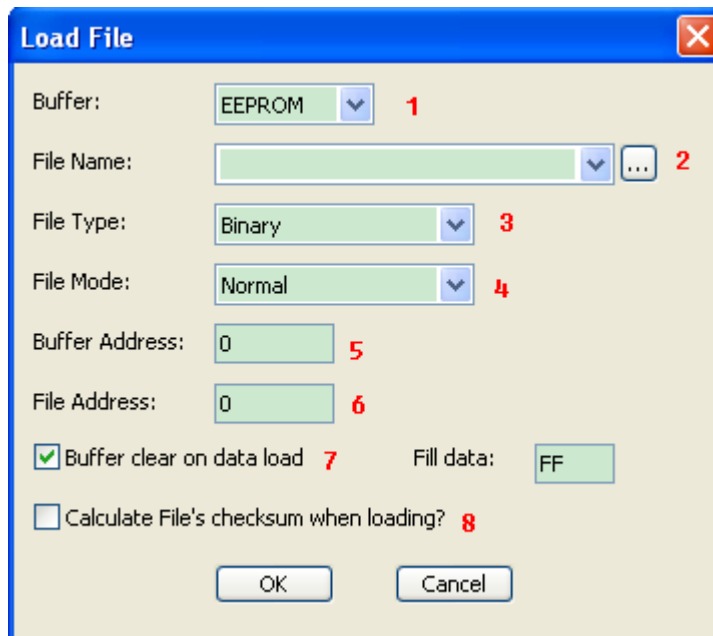 Load File
Buffer: EEPROM 1
File Name: ... 2
File Type: Binary 3
File Mode: Normal 4
Buffer Address: 0 5
File Address: 0 6
Buffer clear on data load 7 Fill data: FF
Calculate File's checksum when loading? 8
OK Cancel